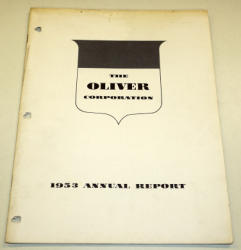 THE
OLIVER
CORPORATION
1953 ANNUAL REPORT